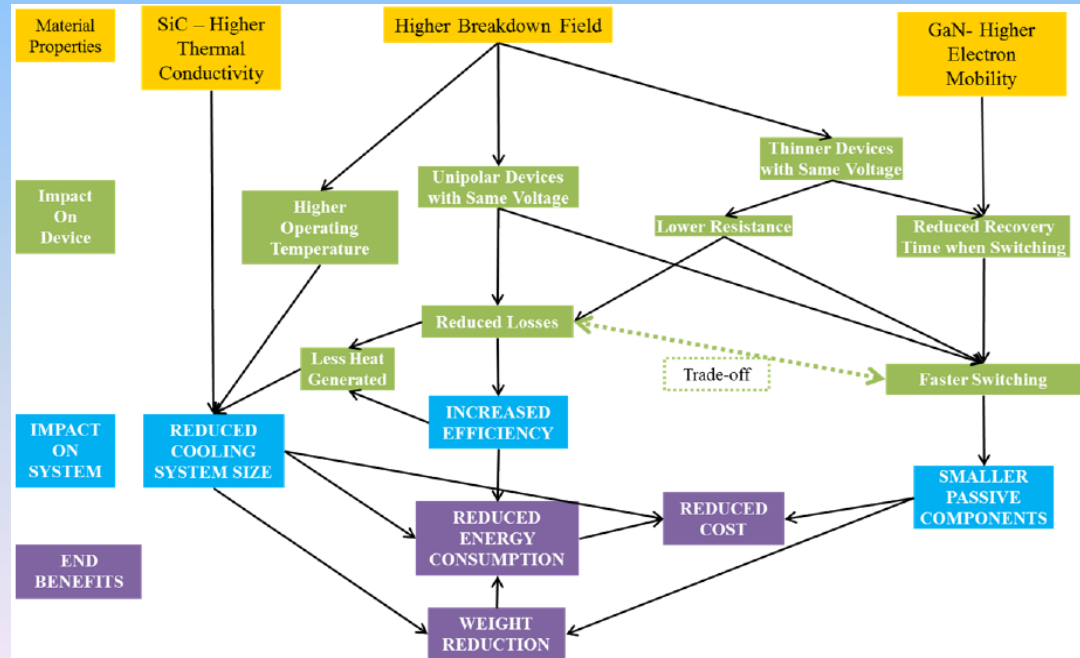 Material
Properties
SiC – Higher
Thermal
Conductivity
Higher Breakdown Field
GaN- Higher
Electron
Mobility
Thinner Devices
with Same Voltage
Impact
On
Device
Higher
Operating
Temperature
Unipolar Devices
with Same Voltage
Lower Resistance
Reduced Recovery
Time when Switching
Reduced Losses
Less Heat
Generated
Trade-off
Faster Switching
IMPACT
ON
SYSTEM
REDUCED
COOLING
SYSTEM SIZE
INCREASED
EFFICIENCY
SMALLER
PASSIVE
COMPONENTS
REDUCED
ENERGY
CONSUMPTION
REDUCED
COST
END
BENEFITS
WEIGHT
REDUCTION